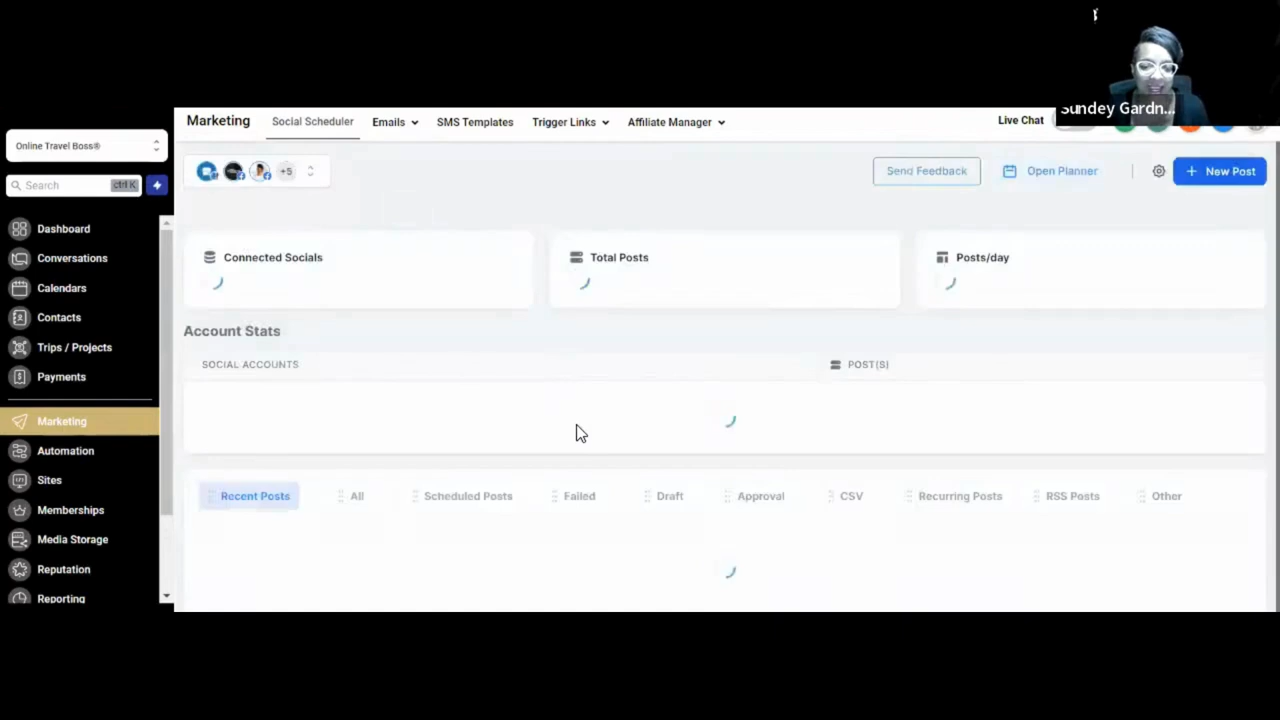 Sundey Gardn...
Marketing
Social Scheduler
Emails
SMS Templates
Trigger Links
Affiliate Manager
Live Chat
Online Travel Boss®
Search
ctrl K
+5
Send Feedback
Open Planner
+ New Post
Dashboard
Conversations
Calendars
Contacts
Trips / Projects
Payments
Marketing
Automation
Sites
Memberships
Media Storage
Reputation
Reporting
Connected Socials
Total Posts
Posts/day
Account Stats
SOCIAL ACCOUNTS
POST(S)
Recent Posts
All
Scheduled Posts
Failed
Draft
Approval
CSV
Recurring Posts
RSS Posts
Other